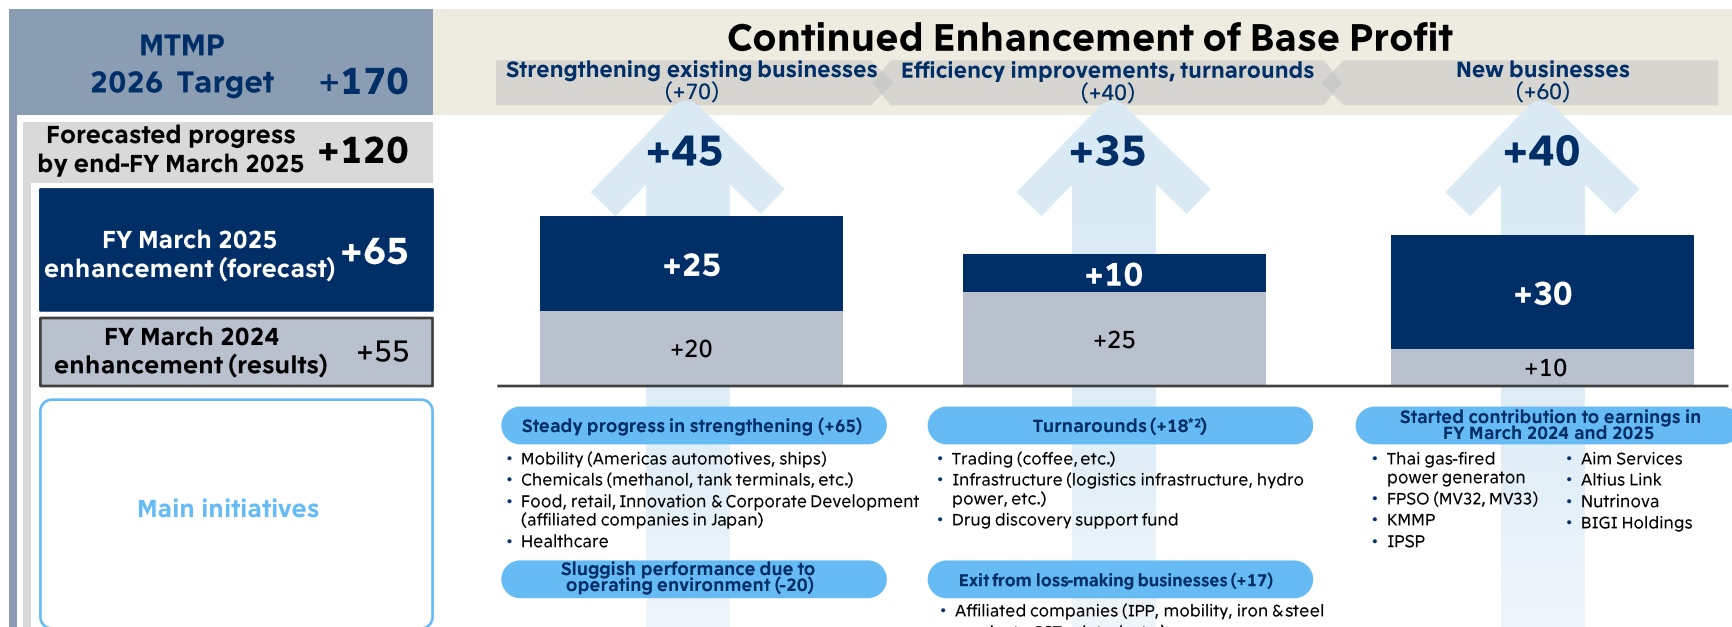 Continued Enhancement of Base Profit
MTMP
2026 Target +170
Strengthening existing businesses
(+70)
Efficiency improvements, turnarounds
(+40)
New businesses
(+60)
Forecasted progress
by end-FY March 2025 +120
+45
+35
+40
FY March 2025
enhancement (forecast) +65
+25
+10
+30
FY March 2024
enhancement (results) +55
+20
+25
+10
Main initiatives
Steady progress in strengthening (+65)
• Mobility (Americas automotives, ships)
• Chemicals (methanol, tank terminals, etc.)
• Food, retail, Innovation & Corporate Development
(affiliated companies in Japan)
• Healthcare
Sluggish performance due to
operating environment (-20)
Turnarounds (+18*2)
• Trading (coffee, etc.)
• Infrastructure (logistics infrastructure, hydro
power, etc.)
• Drug discovery support fund
Exit from loss-making businesses (+17)
• Affiliated companies (IPP, mobility, iron & steel
Started contribution to earnings in
FY March 2024 and 2025
• Thai gas-fired
power generaton
• FPSO (MV32, MV33)
• KMMP
• IPSP
• Aim Services
• Altius Link
• Nutrinova
• BIGI Holdings